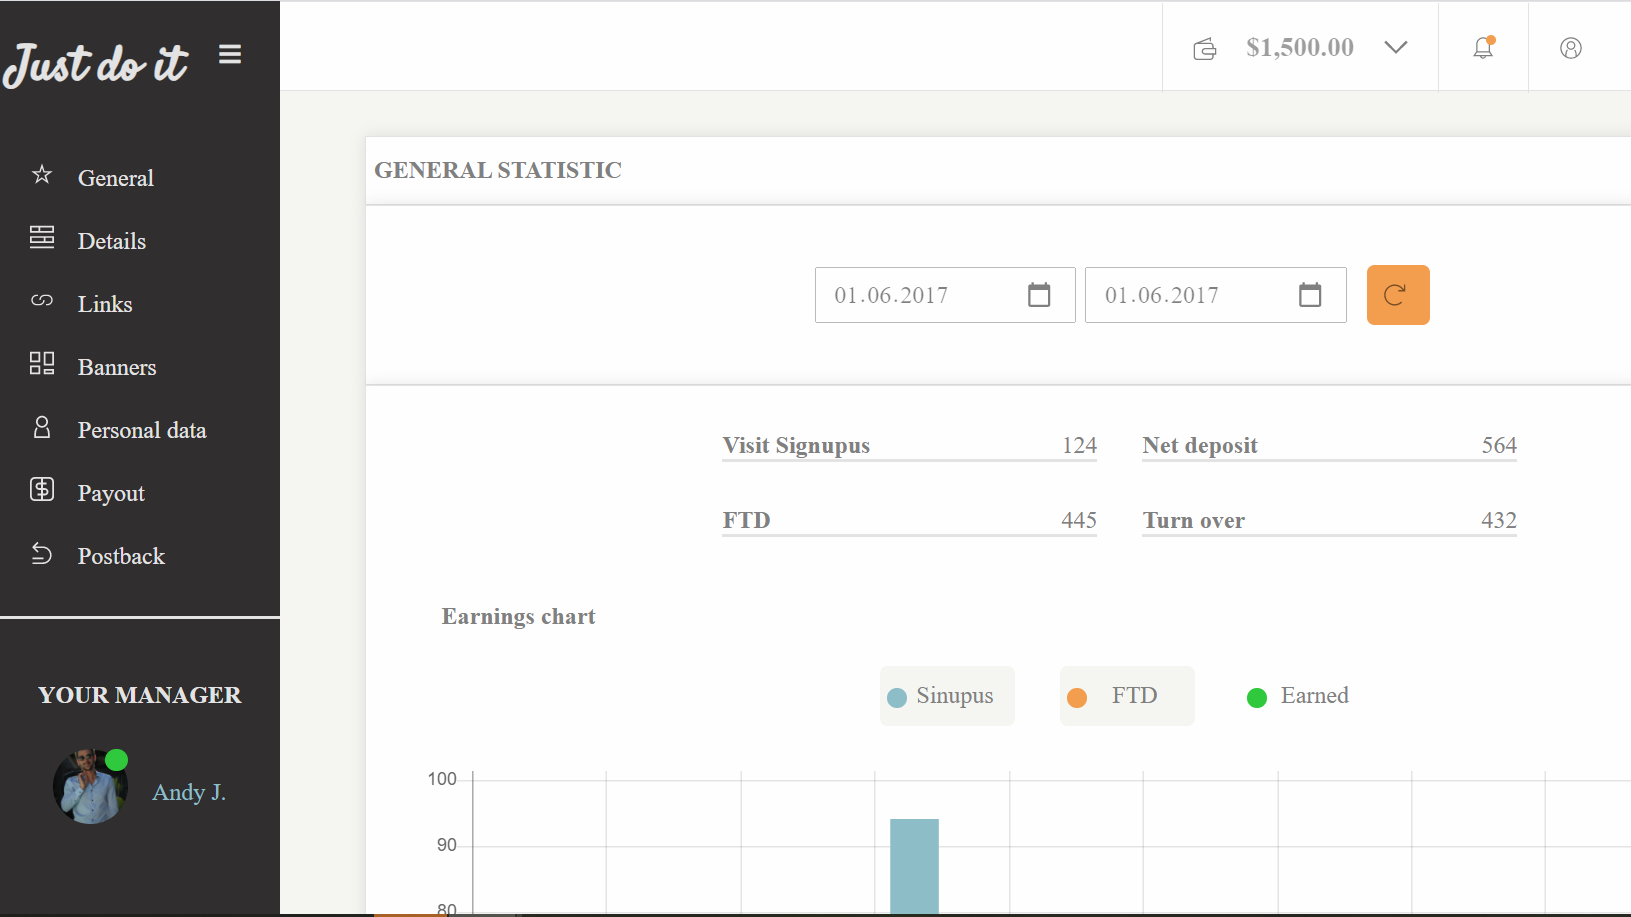 Just do it
$1,500.00
General
Details
Links
Banners
Personal data
Payout
Postback
YOUR MANAGER
Andy J.
GENERAL STATISTIC
01.06.2017 01.06.2017
Visit Signupus 124 Net deposit 564
FTD 445 Turn over 432
Earnings chart
Sinupus FTD Earned
100
90
80